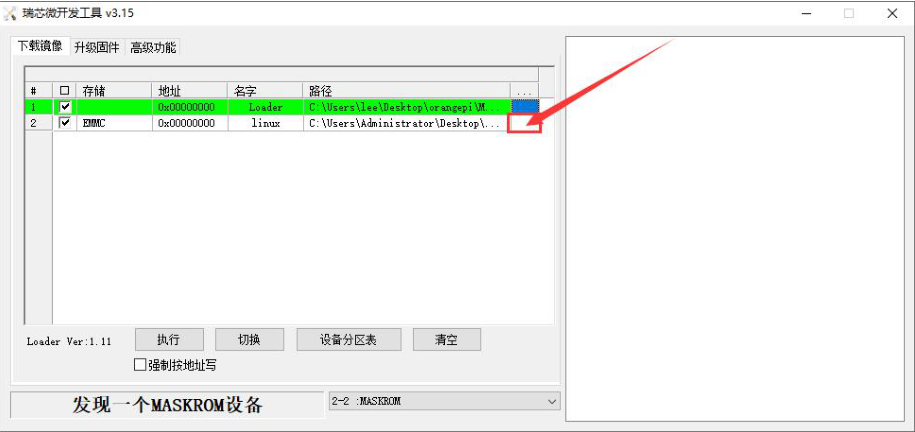 瑞芯微开发工具 v3.15
下载镜像 升级固件 高级功能
# 存储 地址 名字 路径 ...
1 0x00000000 Loader C:\Users\lee\Desktop\orangepi\M...
2 EMMC 0x00000000 linux C:\Users\Administrator\Desktop\...
Loader Ver:1.11 执行 切换 设备分区表 清空
强制按地址写
发现一个MASKROM设备 2-2 :MASKROM